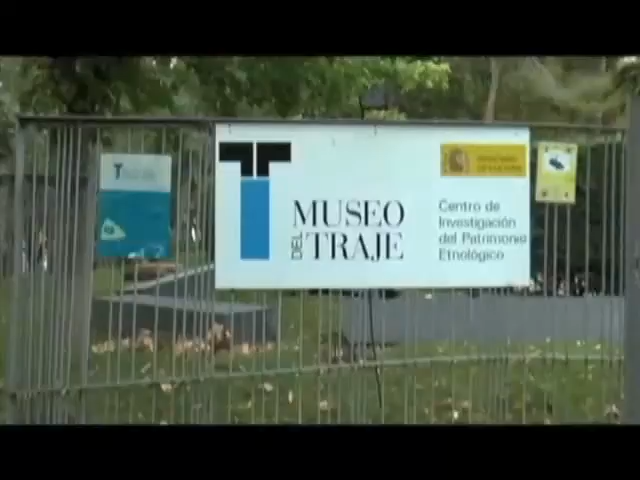 MUSEO
DEL TRAJE
Centro de
Investigación
del Patrimonio
Etnológico